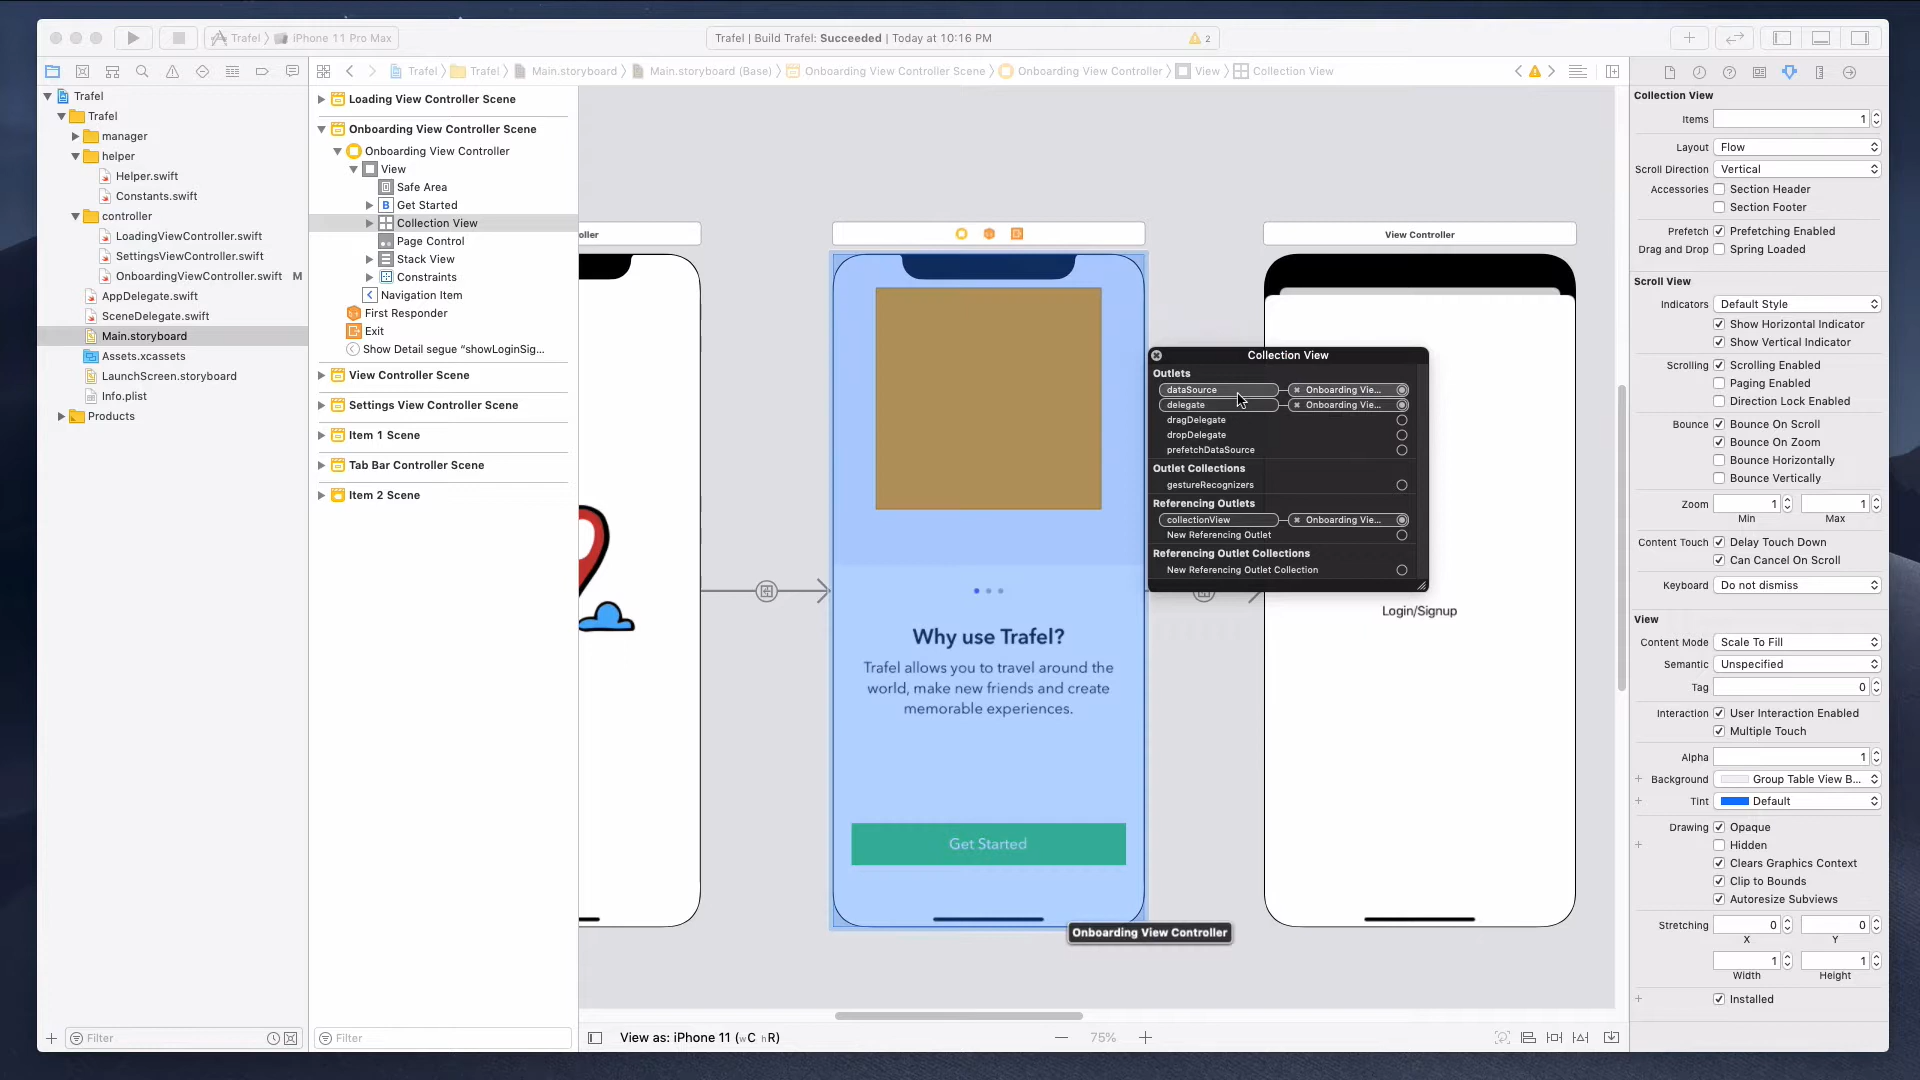 Trafel
iPhone 11 Pro Max
Trafel | Build Trafel: Succeeded | Today at 10:16 PM
2
Trafel
Trafel
Main.storyboard
Main.storyboard (Base)
Onboarding View Controller Scene
Onboarding View Controller
View
Collection View
Trafel
Trafel
manager
helper
Helper.swift
Constants.swift
controller
LoadingViewController.swift
SettingsViewController.swift
OnboardingViewController.swift M
AppDelegate.swift
SceneDelegate.swift
Main.storyboard
Assets.xcassets
LaunchScreen.storyboard
Info.plist
Products
Filter
Loading View Controller Scene
Onboarding View Controller Scene
Onboarding View Controller
View
Safe Area
B Get Started
Collection View
Page Control
Stack View
Constraints
Navigation Item
First Responder
Exit
Show Detail segue “showLoginSig...
View Controller Scene
Settings View Controller Scene
Item 1 Scene
Tab Bar Controller Scene
Item 2 Scene
Filter
oller
Why use Trafel?
Trafel allows you to travel around the
world, make new friends and create
memorable experiences.
Get Started
Onboarding View Controller
View Controller
Login/Signup
Collection View
Outlets
dataSource Onboarding Vie...
delegate Onboarding Vie...
dragDelegate
dropDelegate
prefetchDataSource
Outlet Collections
gestureRecognizers
Referencing Outlets
collectionView Onboarding Vie...
New Referencing Outlet
Referencing Outlet Collections
New Referencing Outlet Collection
View as: iPhone 11 (wC hR)
75%
Collection View
Items 1
Layout Flow
Scroll Direction Vertical
Accessories Section Header
Section Footer
Prefetch Prefetching Enabled
Drag and Drop Spring Loaded
Scroll View
Indicators Default Style
Show Horizontal Indicator
Show Vertical Indicator
Scrolling Scrolling Enabled
Paging Enabled
Direction Lock Enabled
Bounce Bounce On Scroll
Bounce On Zoom
Bounce Horizontally
Bounce Vertically
Zoom 1 1
Min Max
Content Touch Delay Touch Down
Can Cancel On Scroll
Keyboard Do not dismiss
View
Content Mode Scale To Fill
Semantic Unspecified
Tag 0
Interaction User Interaction Enabled
Multiple Touch
Alpha 1
Background Group Table View B...
Tint Default
Drawing Opaque
Hidden
Clears Graphics Context
Clip to Bounds
Autoresize Subviews
Stretching 0 0
X Y
1 1
Width Height
Installed